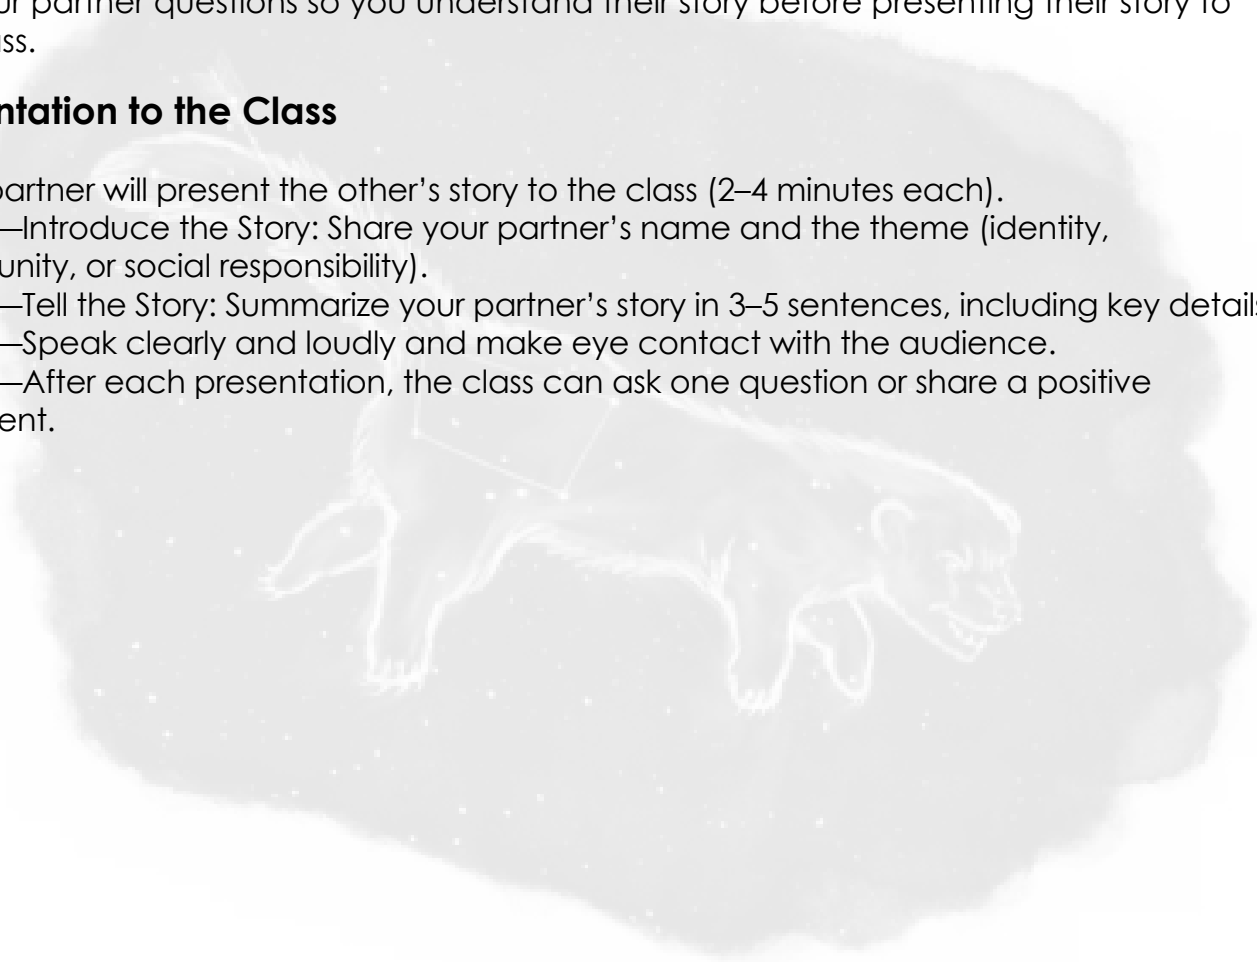 ur partner questions so you understand their story before presenting their story to
ss.
ntation to the Class
partner will present the other’s story to the class (2–4 minutes each).
—Introduce the Story: Share your partner’s name and the theme (identity,
unity, or social responsibility).
—Tell the Story: Summarize your partner’s story in 3–5 sentences, including key details
—Speak clearly and loudly and make eye contact with the audience.
—After each presentation, the class can ask one question or share a positive
ent.